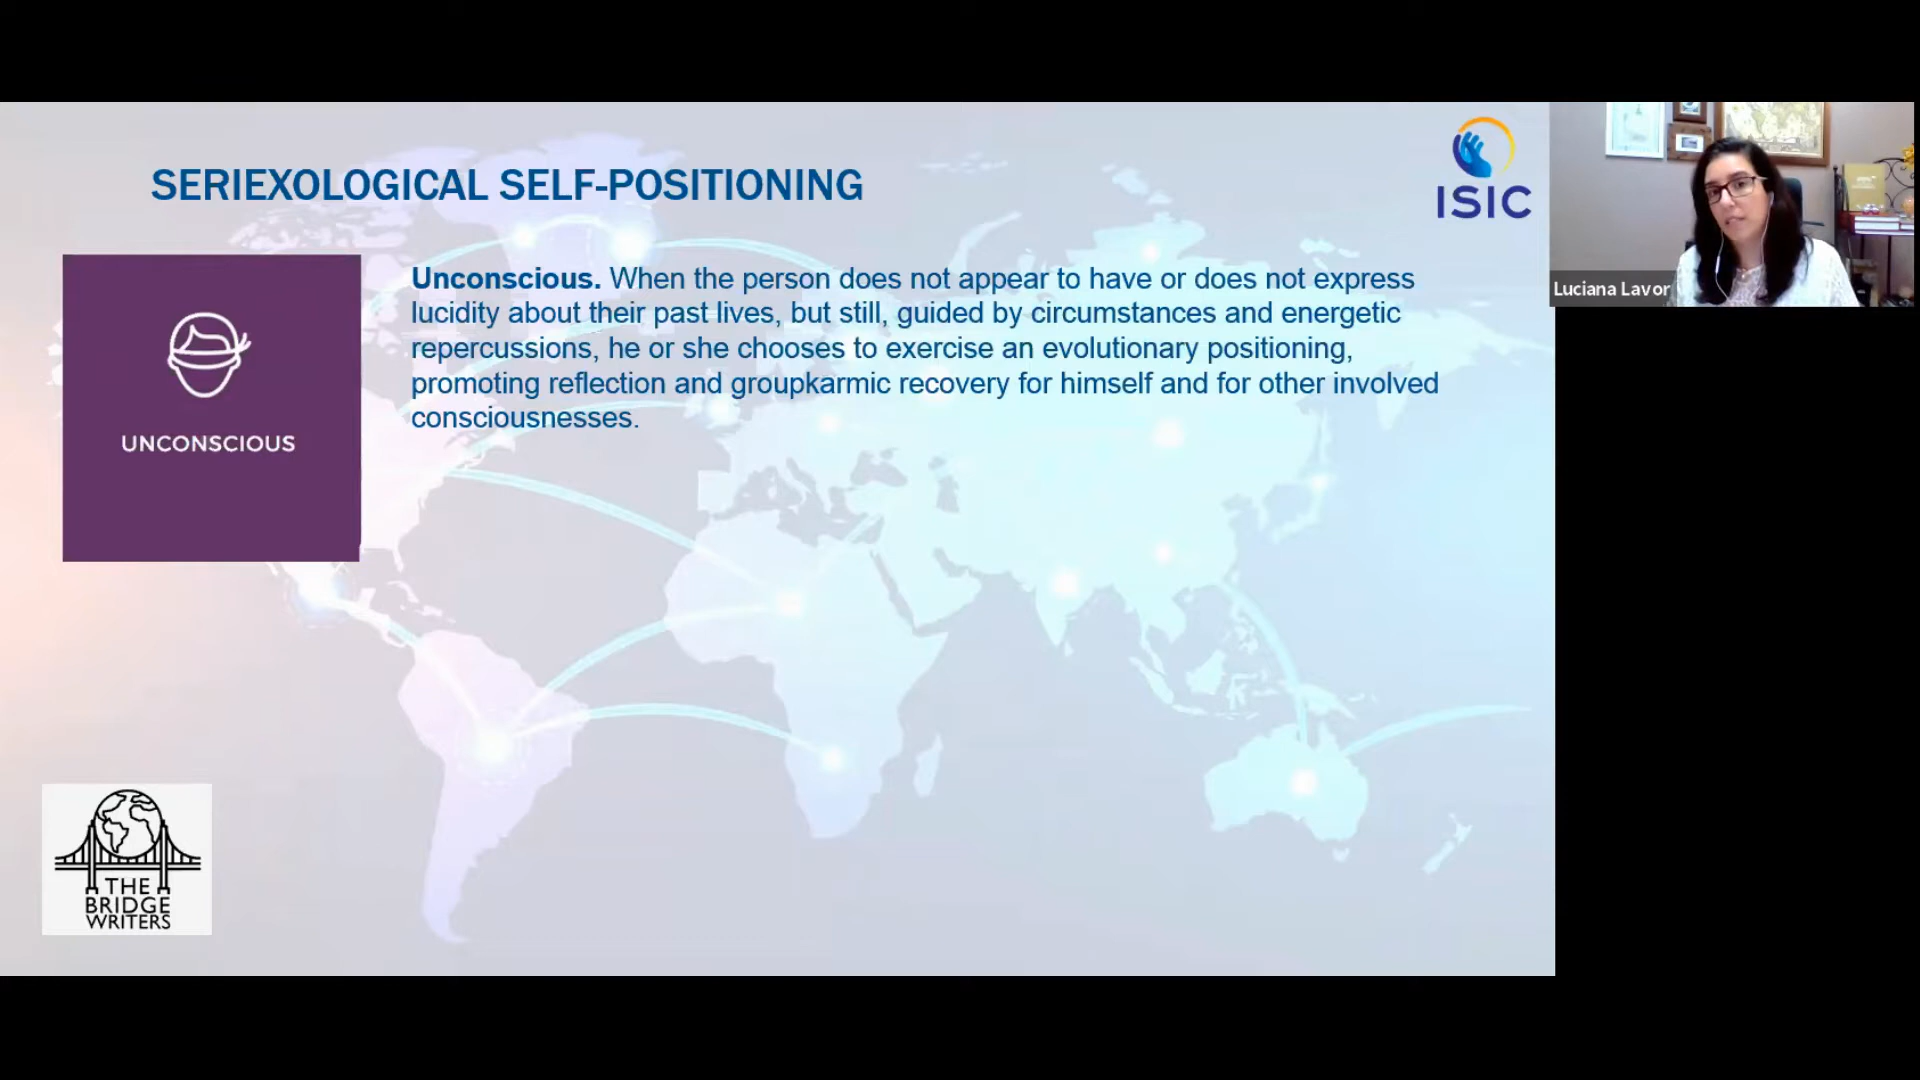 SERIEXOLOGICAL SELF-POSITIONING
ISIC
Luciana Lavor
UNCONSCIOUS
Unconscious. When the person does not appear to have or does not express
lucidity about their past lives, but still, guided by circumstances and energetic
repercussions, he or she chooses to exercise an evolutionary positioning,
promoting reflection and groupkarmic recovery for himself and for other involved
consciousnesses.
THE
BRIDGE
WRITERS